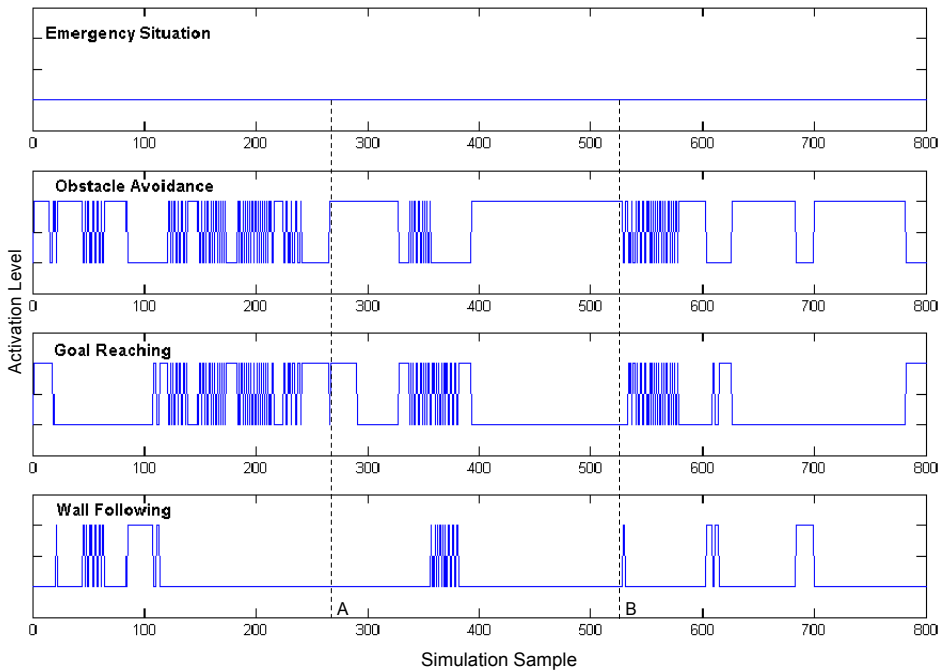 Emergency Situation
0 100 200 300 400 500 600 700 800
Obstacle Avoidance
0 100 200 300 400 500 600 700 800
Activation Level
Goal Reaching
0 100 200 300 400 500 600 700 800
Wall Following
A B
0 100 200 300 400 500 600 700 800
Simulation Sample